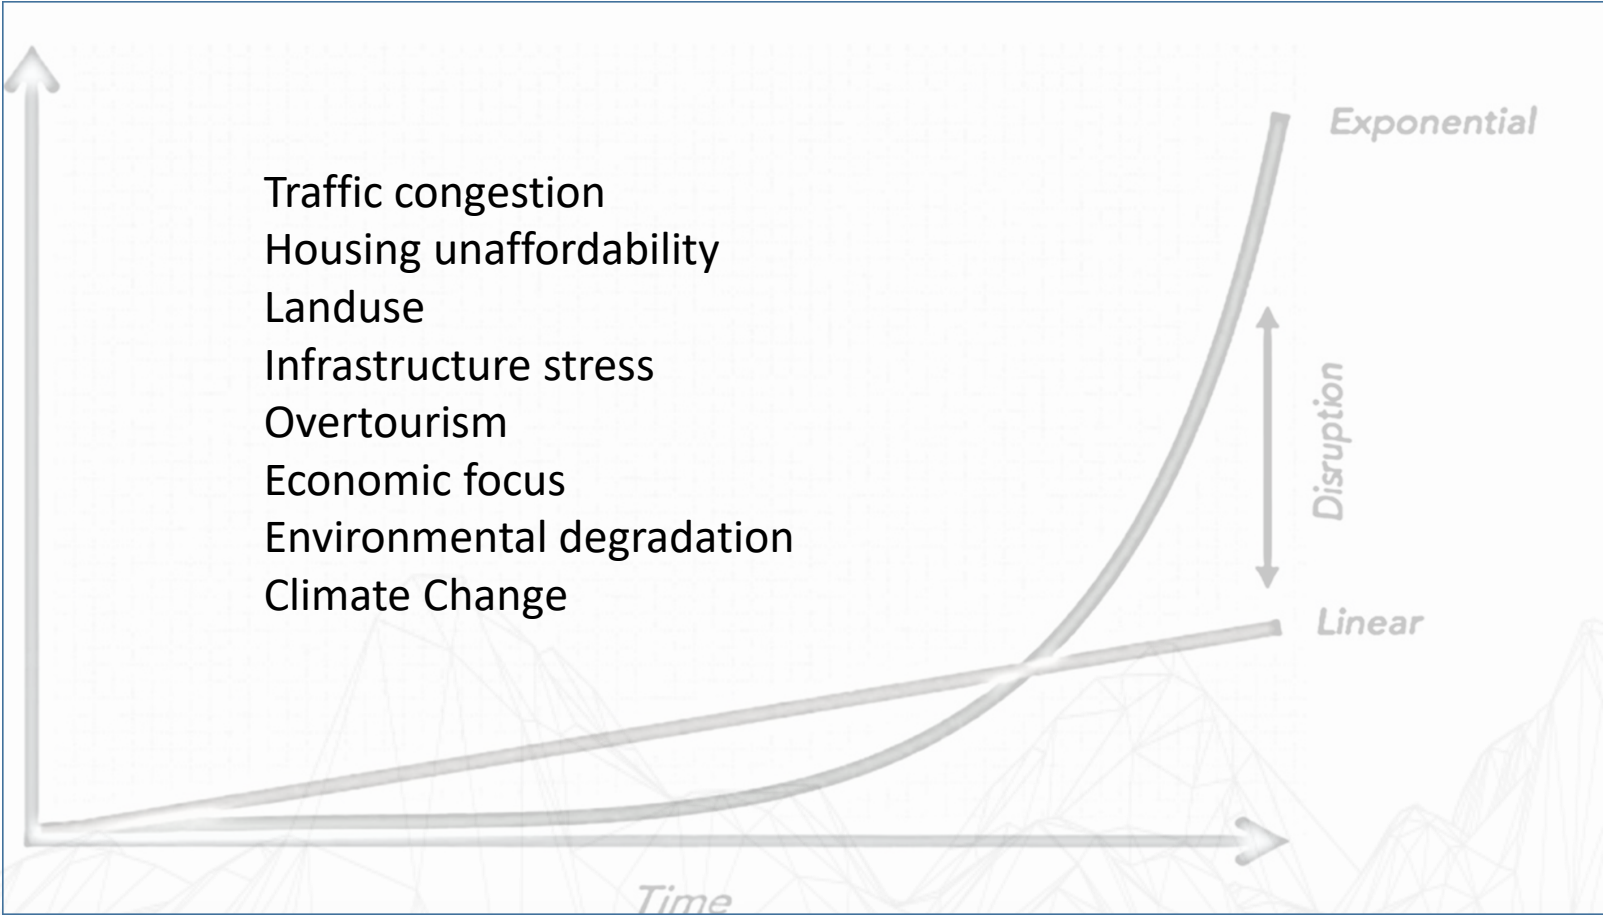 Exponential
Traffic congestion
Housing unaffordability
Landuse
Infrastructure stress
Overtourism
Economic focus
Environmental degradation
Climate Change
Disruption
Linear
Time